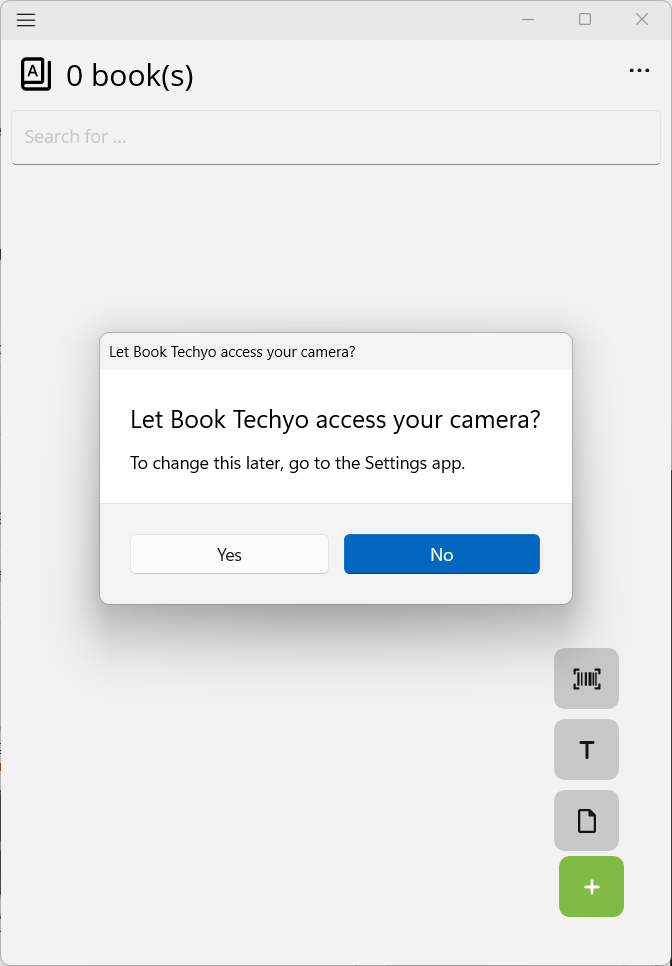 0 book(s)
Search for ...
Let Book Techyo access your camera?
Let Book Techyo access your camera?
To change this later, go to the Settings app.
Yes
No
T